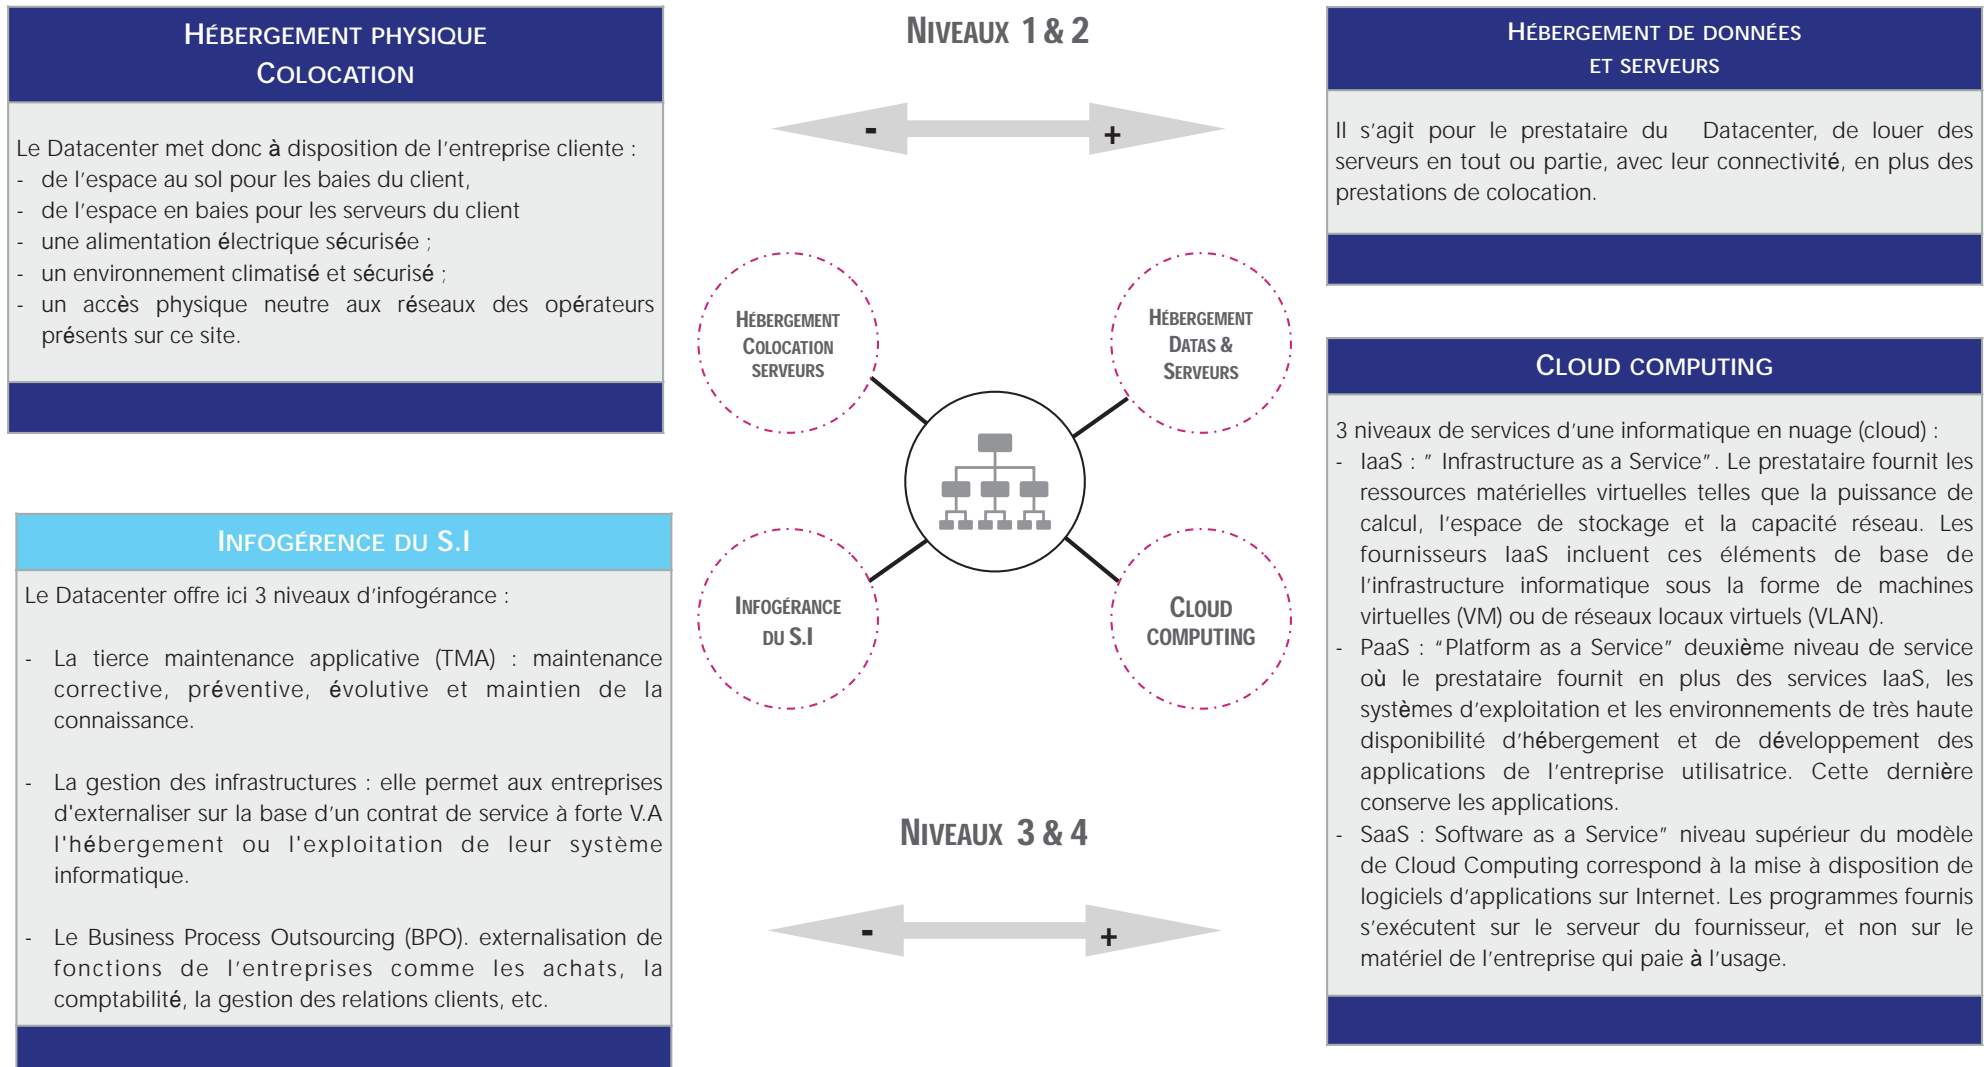 HÉBERGEMENT PHYSIQUE
COLOCATION
Le Datacenter met donc à disposition de l'entreprise cliente :
- de l'espace au sol pour les baies du client,
- de l'espace en baies pour les serveurs du client
- une alimentation électrique sécurisée ;
- un environnement climatisé et sécurisé ;
- un accès physique neutre aux réseaux des opérateurs
présents sur ce site.
INFOGÉRENCE DU S.I
Le Datacenter offre ici 3 niveaux d'infogérance :
- La tierce maintenance applicative (TMA) : maintenance
corrective, préventive, évolutive et maintien de la
connaissance.
- La gestion des infrastructures : elle permet aux entreprises
d'externaliser sur la base d'un contrat de service à forte V.A
l'hébergement ou l'exploitation de leur système
informatique.
- Le Business Process Outsourcing (BPO). externalisation de
fonctions de l'entreprises comme les achats, la
comptabilité, la gestion des relations clients, etc.
NIVEAUX 1 & 2
- +
HÉBERGEMENT
COLOCATION
SERVEURS
HÉBERGEMENT
DATAS &
SERVEURS
INFOGÉRANCE
DU S.I
CLOUD
COMPUTING
NIVEAUX 3 & 4
- +
HÉBERGEMENT DE DONNÉES
ET SERVEURS
Il s'agit pour le prestataire du Datacenter, de louer des
serveurs en tout ou partie, avec leur connectivité, en plus des
prestations de colocation.
CLOUD COMPUTING
3 niveaux de services d'une informatique en nuage (cloud) :
- IaaS : " Infrastructure as a Service". Le prestataire fournit les
ressources matérielles virtuelles telles que la puissance de
calcul, l'espace de stockage et la capacité réseau. Les
fournisseurs IaaS incluent ces éléments de base de
l'infrastructure informatique sous la forme de machines
virtuelles (VM) ou de réseaux locaux virtuels (VLAN).
- PaaS : "Platform as a Service" deuxième niveau de service
où le prestataire fournit en plus des services IaaS, les
systèmes d'exploitation et les environnements de très haute
disponibilité d'hébergement et de développement des
applications de l'entreprise utilisatrice. Cette dernière
conserve les applications.
- SaaS : Software as a Service" niveau supérieur du modèle
de Cloud Computing correspond à la mise à disposition de
logiciels d'applications sur Internet. Les programmes fournis
s'exécutent sur le serveur du fournisseur, et non sur le
matériel de l'entreprise qui paie à l'usage.